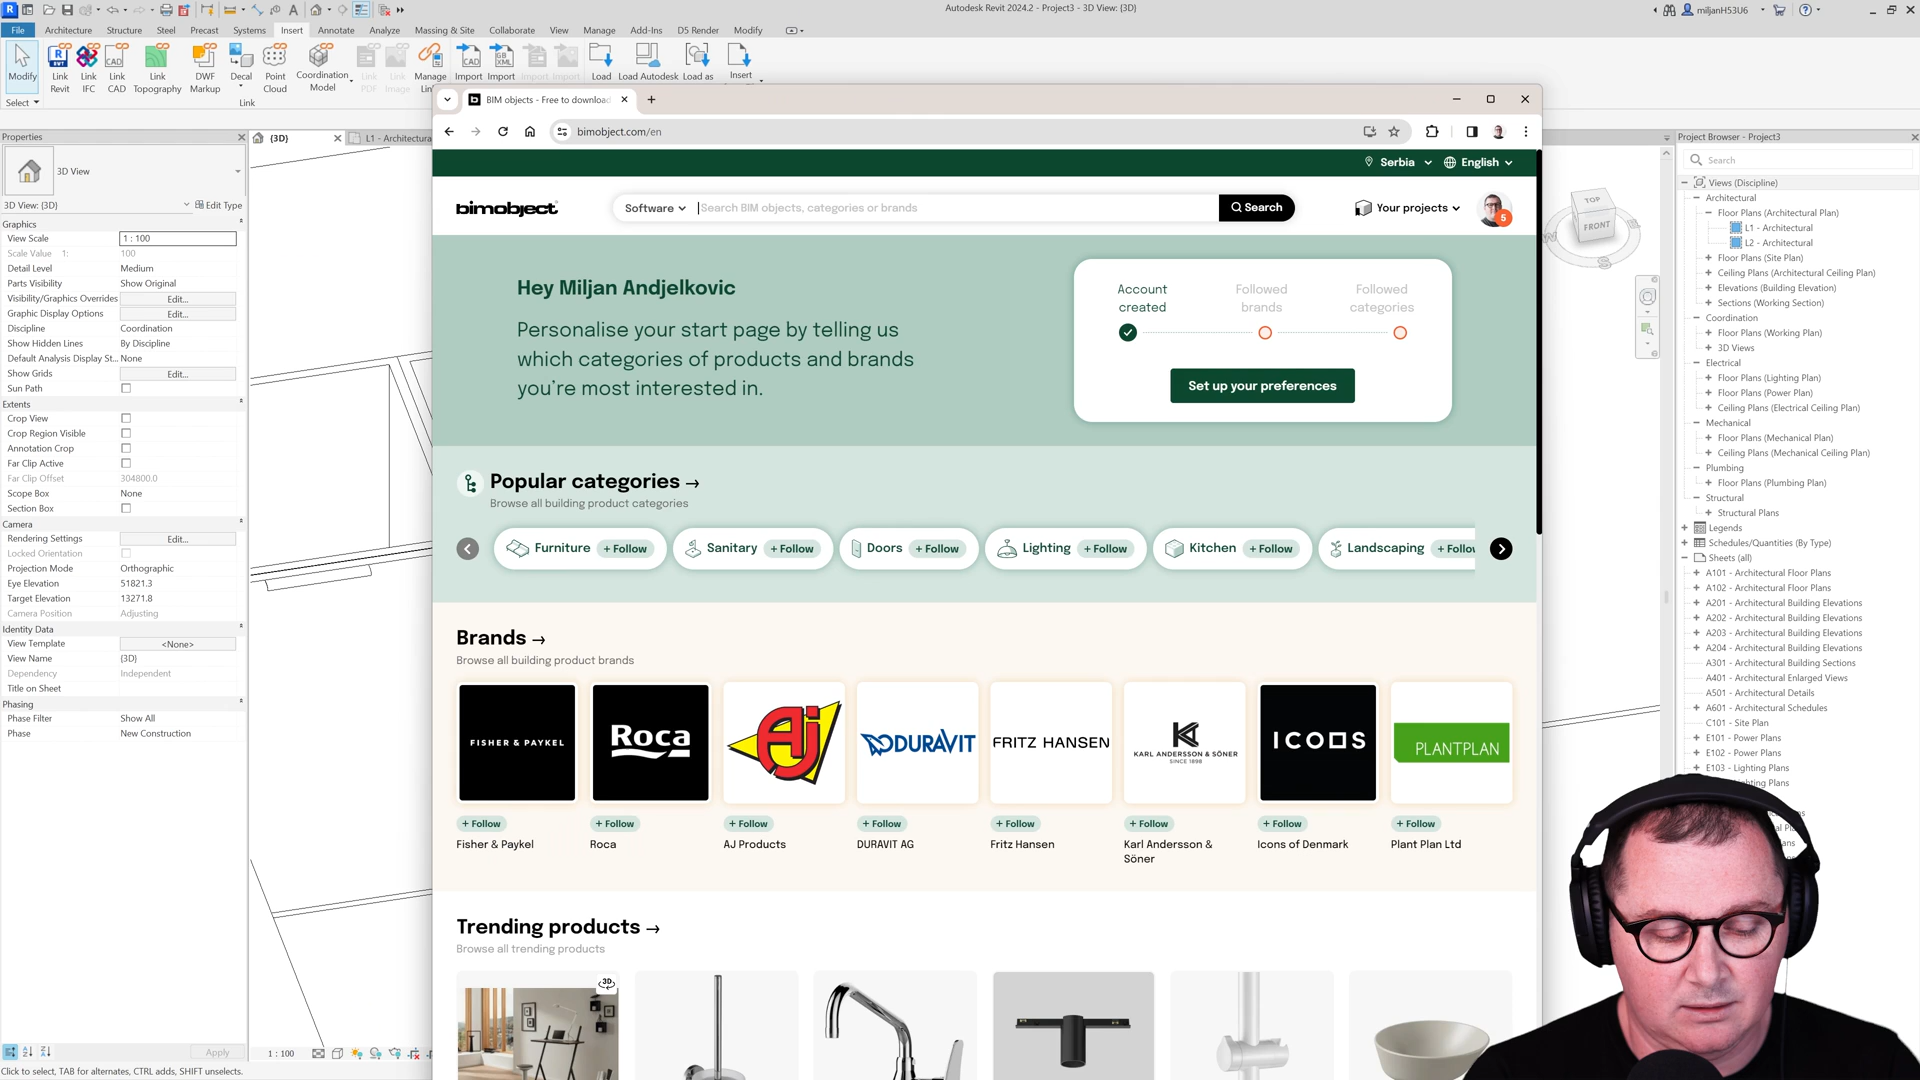 Autodesk Revit 2024.2 - Project3 - 3D View: {3D}
miljanH53U6
File Architecture Structure Steel Precast Systems Insert Annotate Analyze Massing & Site Collaborate View Manage Add-Ins D5 Render Modify
Modify
Link Revit
Link IFC
Link CAD
Link Topography
DWF Markup
Decal
Point Cloud
Coordination Model
Link PDF
Link Image
Manage
Import
Import
Import
Import
Load
Load Autodesk
Load as
Insert
Select
Link
Properties
{3D}
L1 - Architectura
3D View
3D View: {3D}
Edit Type
Graphics
View Scale 1 : 100
Scale Value 1: 100
Detail Level Medium
Parts Visibility Show Original
Visibility/Graphics Overrides Edit...
Graphic Display Options Edit...
Discipline Coordination
Show Hidden Lines By Discipline
Default Analysis Display St... None
Show Grids Edit...
Sun Path
Extents
Crop View
Crop Region Visible
Annotation Crop
Far Clip Active
Far Clip Offset 304800.0
Scope Box None
Section Box
Camera
Rendering Settings Edit...
Locked Orientation
Projection Mode Orthographic
Eye Elevation 51821.3
Target Elevation 13271.8
Camera Position Adjusting
Identity Data
View Template <None>
View Name {3D}
Dependency Independent
Title on Sheet
Phasing
Phase Filter Show All
Phase New Construction
Apply
1 : 100
Click to select, TAB for alternates, CTRL adds, SHIFT unselects.
BIM objects - Free to download
bimobject.com/en
Serbia
English
bimobject
Software
Search BIM objects, categories or brands
Search
Your projects
5
Hey Miljan Andjelkovic
Personalise your start page by telling us
which categories of products and brands
you're most interested in.
Account created
Followed brands
Followed categories
Set up your preferences
Popular categories →
Browse all building product categories
Furniture + Follow
Sanitary + Follow
Doors + Follow
Lighting + Follow
Kitchen + Follow
Landscaping + Follow
Brands →
Browse all building product brands
FISHER & PAYKEL
Roca
AJ
DURAVIT
FRITZ HANSEN
KARL ANDERSSON & SÖNER
SINCE 1898
ICONS
PLANTPLAN
+ Follow + Follow + Follow + Follow + Follow + Follow + Follow + Follow
Fisher & Paykel
Roca
AJ Products
DURAVIT AG
Fritz Hansen
Karl Andersson & Söner
Icons of Denmark
Plant Plan Ltd
Trending products →
Browse all trending products
3D
TOP
FRONT
W
S
Project Browser - Project3
Search
Views (Discipline)
Architectural
Floor Plans (Architectural Plan)
L1 - Architectural
L2 - Architectural
Floor Plans (Site Plan)
Ceiling Plans (Architectural Ceiling Plan)
Elevations (Building Elevation)
Sections (Working Section)
Coordination
Floor Plans (Working Plan)
3D Views
Electrical
Floor Plans (Lighting Plan)
Floor Plans (Power Plan)
Ceiling Plans (Electrical Ceiling Plan)
Mechanical
Floor Plans (Mechanical Plan)
Ceiling Plans (Mechanical Ceiling Plan)
Plumbing
Floor Plans (Plumbing Plan)
Structural
Structural Plans
Legends
Schedules/Quantities (By Type)
Sheets (all)
A101 - Architectural Floor Plans
A102 - Architectural Floor Plans
A201 - Architectural Building Elevations
A202 - Architectural Building Elevations
A203 - Architectural Building Elevations
A204 - Architectural Building Elevations
A301 - Architectural Building Sections
A401 - Architectural Enlarged Views
A501 - Architectural Details
A601 - Architectural Schedules
C101 - Site Plan
E101 - Power Plans
E102 - Power Plans
E103 - Lighting Plans
Plans